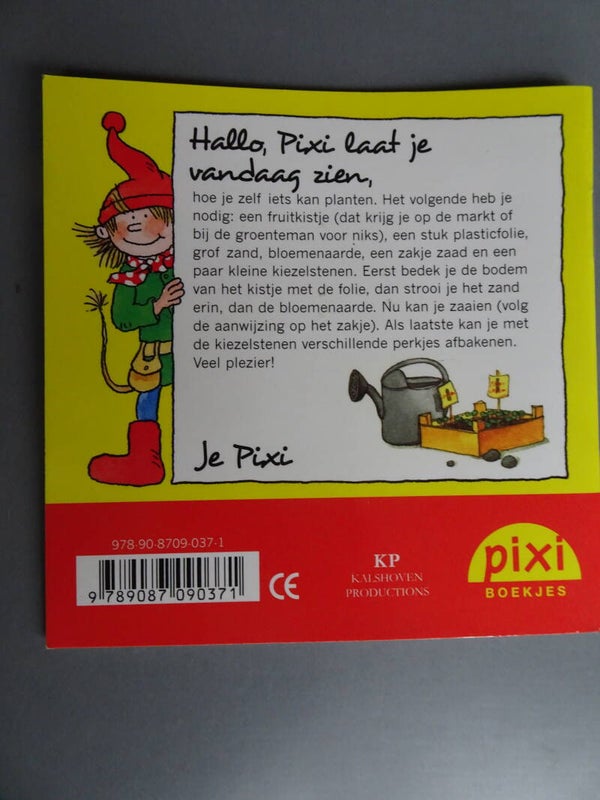 Hallo, Pixi laat je
vandaag zien,
hoe je zelf iets kan planten. Het volgende heb je
nodig: een fruitkistje (dat krijg je op de markt of
bij de groenteman voor niks), een stuk plasticfolie,
grof zand, bloemenaarde, een zakje zaad en een
paar kleine kiezelstenen. Eerst bedek je de bodem
van het kistje met de folie, dan strooi je het zand
erin, dan de bloemenaarde. Nu kan je zaaien (volg
de aanwijzing op het zakje). Als laatste kan je met
de kiezelstenen verschillende perkjes afbakenen.
Veel plezier!
Je Pixi
978-90-8709-037-1
9 789087 090371
CE
KP
KALSHOVEN
PRODUCTIONS
pixi
BOEKJES